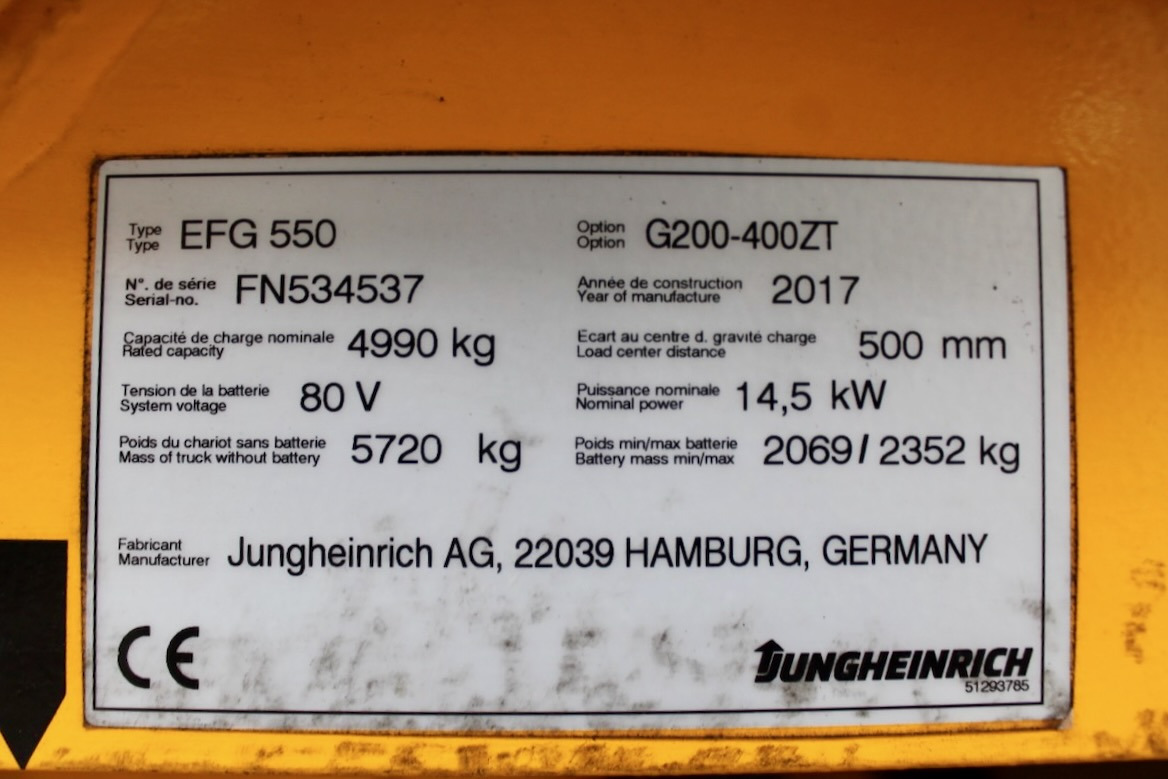 Type
Type EFG 550
Option
Option G200-400ZT
N°. de série
Serial-no. FN534537
Année de construction
Year of manufacture 2017
Capacité de charge nominale
Rated capacity 4990 kg
Ecart au centre d. gravité charge
Load center distance 500 mm
Tension de la batterie
System voltage 80 V
Puissance nominale
Nominal power 14,5 kW
Poids du chariot sans batterie
Mass of truck without battery 5720 kg
Poids min/max batterie
Battery mass min/max 2069 / 2352 kg
Fabricant
Manufacturer Jungheinrich AG, 22039 HAMBURG, GERMANY
CE
JUNGHEINRICH
51293785